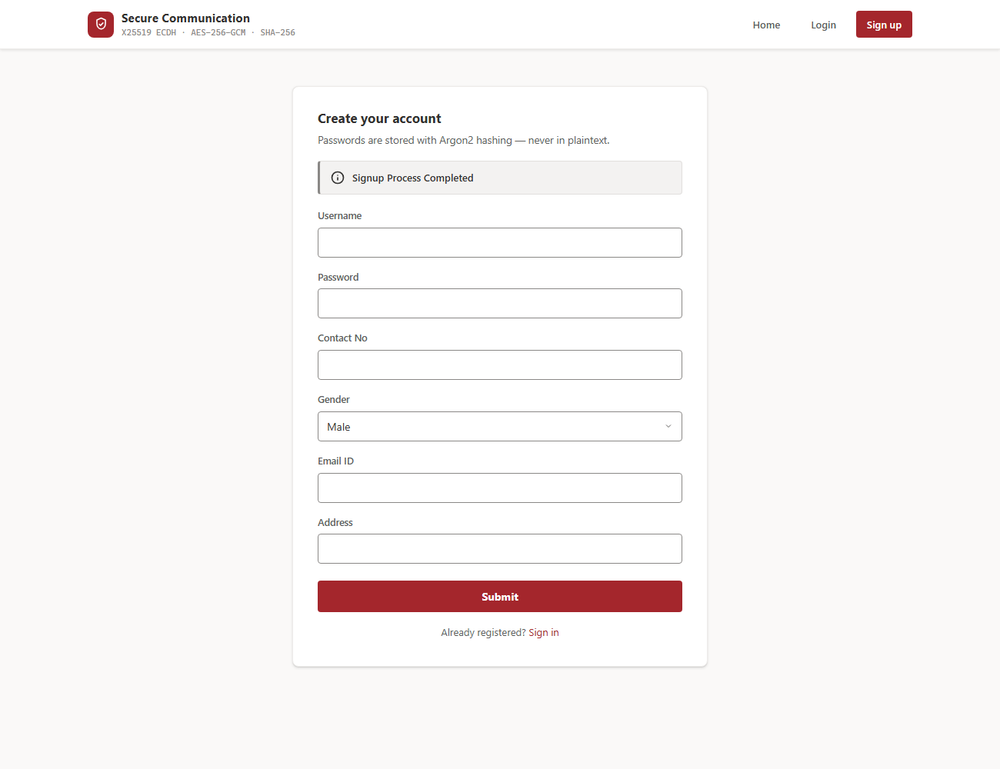 Secure Communication
X25519 ECDH · AES-256-GCM · SHA-256
Home
Login
Sign up
Create your account
Passwords are stored with Argon2 hashing — never in plaintext.
Signup Process Completed
Username
Password
Contact No
Gender
Male
Email ID
Address
Submit
Already registered? Sign in